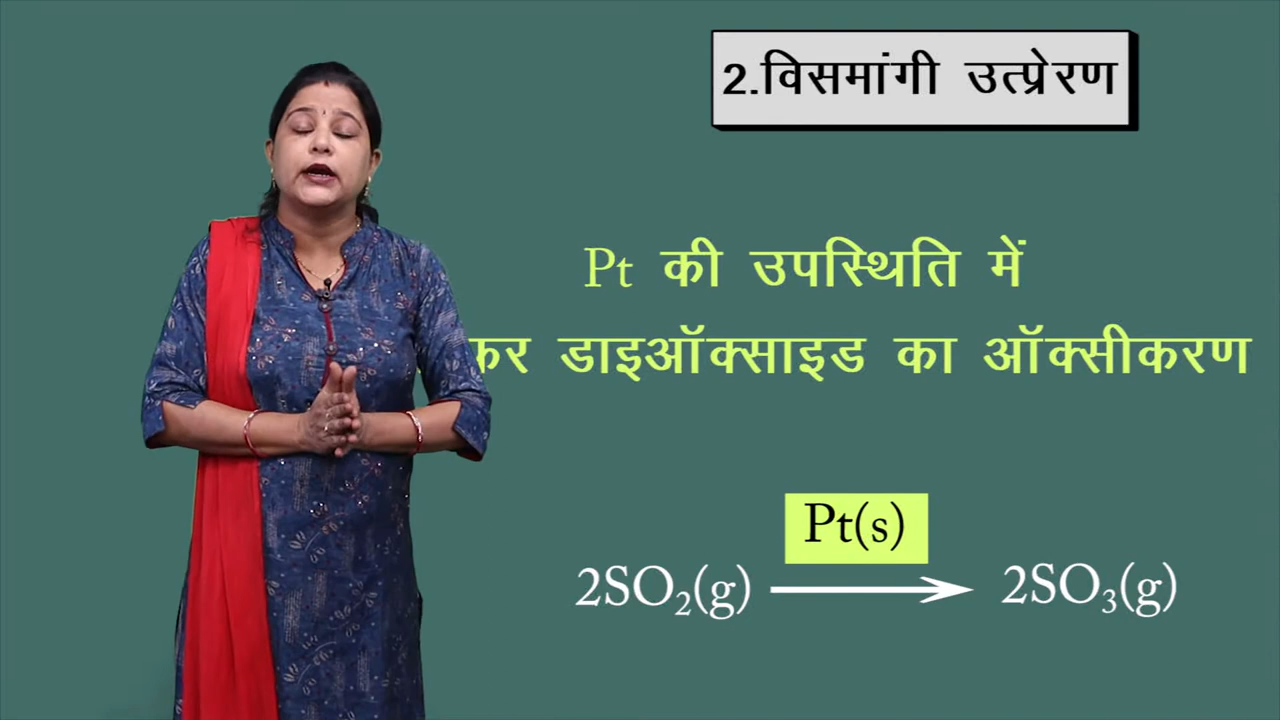 2.विसमांगी उत्प्रेरण
Pt की उपस्थिति में
डाइऑक्साइड का ऑक्सीकरण
Pt(s)
2SO₂(g) → 2SO₃(g)